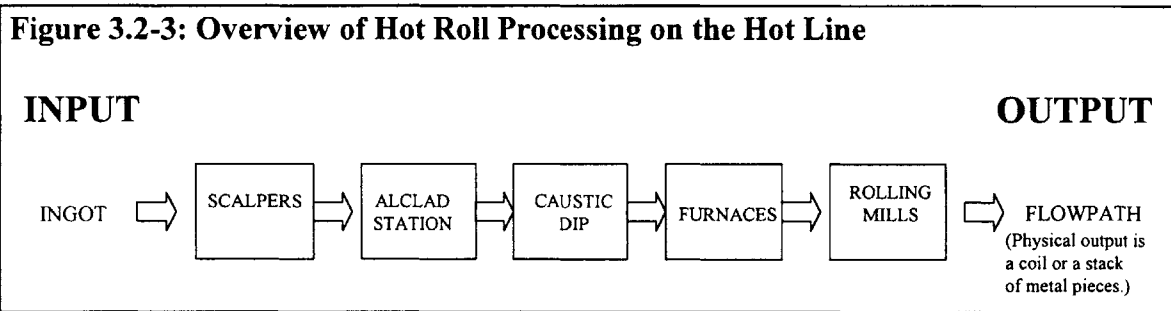 Figure 3.2-3: Overview of Hot Roll Processing on the Hot Line
INPUT
OUTPUT
INGOT
SCALPERS
ALCLAD
STATION
CAUSTIC
DIP
FURNACES
ROLLING
MILLS
FLOWPATH
(Physical output is
a coil or a stack
of metal pieces.)